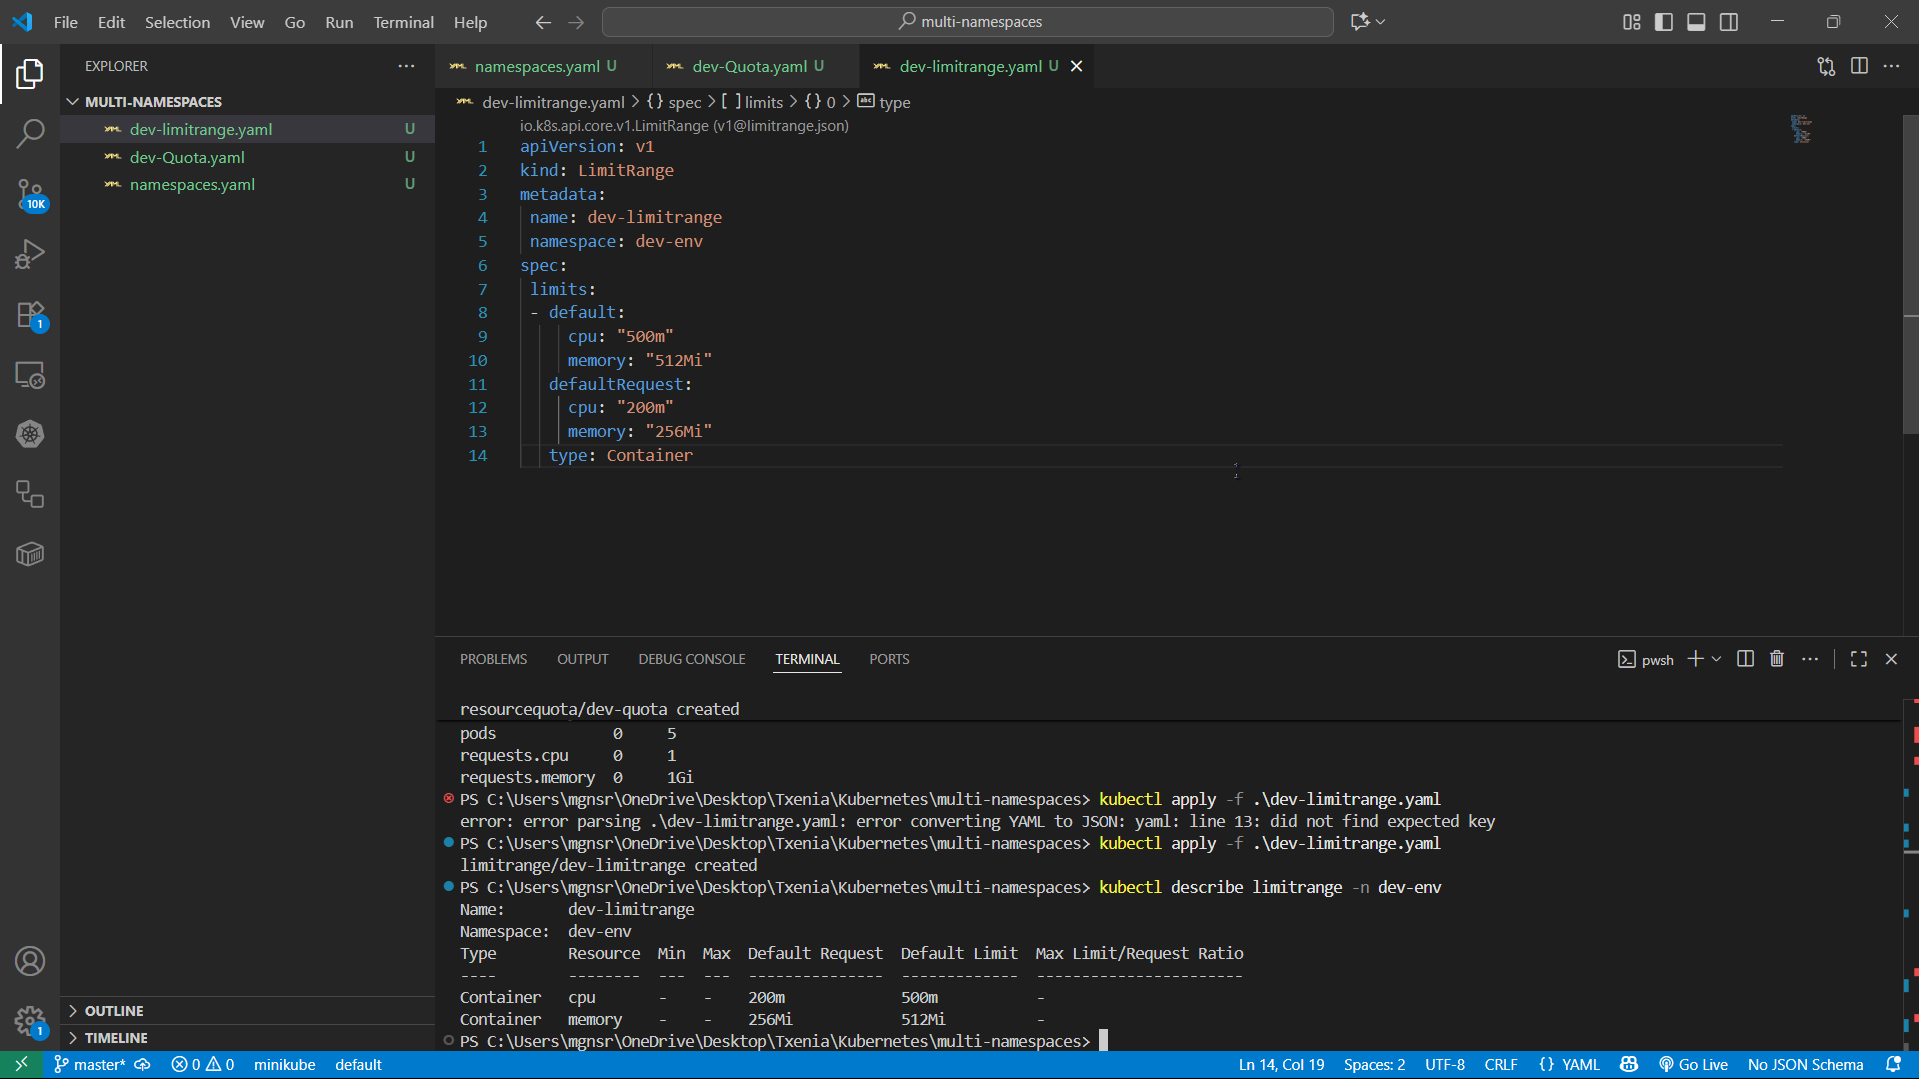 File Edit Selection View Go Run Terminal Help
multi-namespaces
EXPLORER
namespaces.yaml U
dev-Quota.yaml U
dev-limitrange.yaml U
MULTI-NAMESPACES
dev-limitrange.yaml U
dev-Quota.yaml U
namespaces.yaml U
10K
1
1
dev-limitrange.yaml > {} spec > [ ] limits > {} 0 > abc type
io.k8s.api.core.v1.LimitRange (v1@limitrange.json)
1 apiVersion: v1
2 kind: LimitRange
3 metadata:
4 name: dev-limitrange
5 namespace: dev-env
6 spec:
7 limits:
8 - default:
9 cpu: "500m"
10 memory: "512Mi"
11 defaultRequest:
12 cpu: "200m"
13 memory: "256Mi"
14 type: Container
PROBLEMS OUTPUT DEBUG CONSOLE TERMINAL PORTS
pwsh
resourcequota/dev-quota created
pods 0 5
requests.cpu 0 1
requests.memory 0 1Gi
PS C:\Users\mgnsr\OneDrive\Desktop\Txenia\Kubernetes\multi-namespaces> kubectl apply -f .\dev-limitrange.yaml
error: error parsing .\dev-limitrange.yaml: error converting YAML to JSON: yaml: line 13: did not find expected key
PS C:\Users\mgnsr\OneDrive\Desktop\Txenia\Kubernetes\multi-namespaces> kubectl apply -f .\dev-limitrange.yaml
limitrange/dev-limitrange created
PS C:\Users\mgnsr\OneDrive\Desktop\Txenia\Kubernetes\multi-namespaces> kubectl describe limitrange -n dev-env
Name: dev-limitrange
Namespace: dev-env
Type Resource Min Max Default Request Default Limit Max Limit/Request Ratio
---- -------- --- --- --------------- ------------- -----------------------
Container cpu - - 200m 500m -
Container memory - - 256Mi 512Mi -
PS C:\Users\mgnsr\OneDrive\Desktop\Txenia\Kubernetes\multi-namespaces>
OUTLINE
TIMELINE
master* 0 0 minikube default
Ln 14, Col 19 Spaces: 2 UTF-8 CRLF {} YAML Go Live No JSON Schema